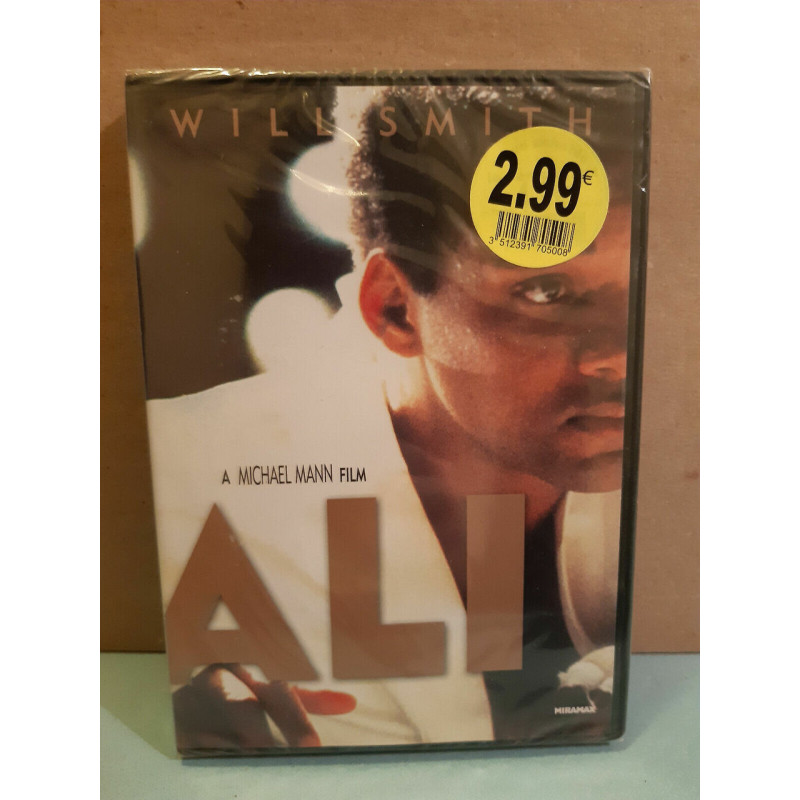 WILL SMITH
2.99€
3 512391 705008
A MICHAEL MANN FILM
ALI
MIRAMAX